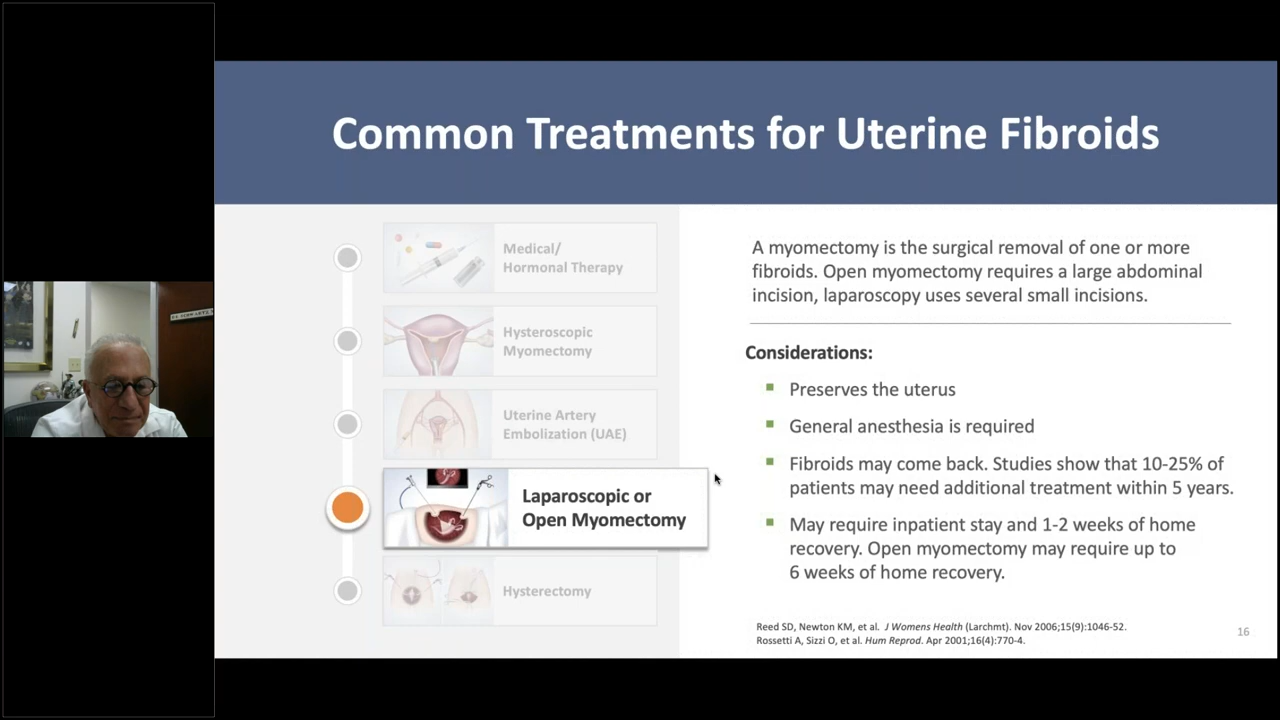 Common Treatments for Uterine Fibroids
Medical/
Hormonal Therapy
Hysteroscopic
Myomectomy
Uterine Artery
Embolization (UAE)
Laparoscopic or
Open Myomectomy
Hysterectomy
A myomectomy is the surgical removal of one or more
fibroids. Open myomectomy requires a large abdominal
incision, laparoscopy uses several small incisions.
Considerations:
Preserves the uterus
General anesthesia is required
Fibroids may come back. Studies show that 10-25% of
patients may need additional treatment within 5 years.
May require inpatient stay and 1-2 weeks of home
recovery. Open myomectomy may require up to
6 weeks of home recovery.
Reed SD, Newton KM, et al. J Womens Health (Larchmt). Nov 2006;15(9):1046-52.
Rossetti A, Sizzi O, et al. Hum Reprod. Apr 2001;16(4):770-4.
16